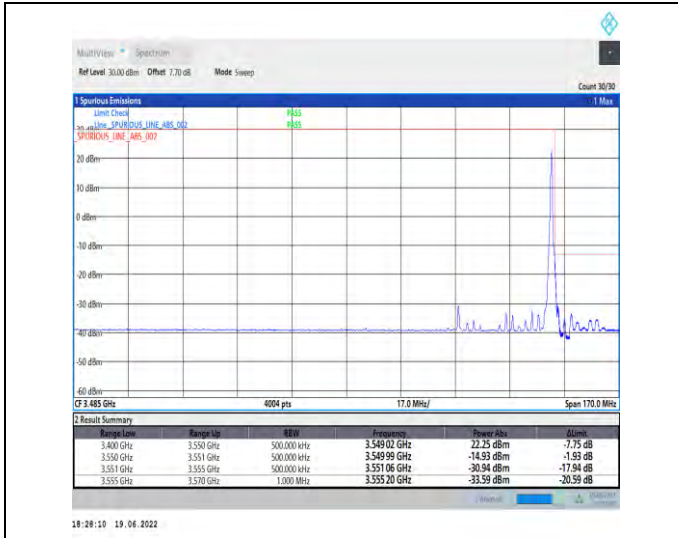 MultiView Spectrum
Ref Level 30.00 dBm Offset 7.70 dB Mode Sweep
Count 30/30
1 Spurious Emissions 1 Max
Limit Check PASS
Line _SPURIOUS_LINE_ABS_002 PASS
_SPURIOUS_LINE_ABS_002
20 dBm
10 dBm
0 dBm
-10 dBm
-20 dBm
-30 dBm
-40 dBm
-50 dBm
-60 dBm
CF 3.485 GHz 4004 pts 17.0 MHz/ Span 170.0 MHz
2 Result Summary
Range Low Range Up RBW Frequency Power Abs ΔLimit
3.400 GHz 3.550 GHz 500.000 kHz 3.549 02 GHz 22.25 dBm -7.75 dB
3.550 GHz 3.551 GHz 500.000 kHz 3.549 99 GHz -14.93 dBm -1.93 dB
3.551 GHz 3.555 GHz 500.000 kHz 3.551 06 GHz -30.94 dBm -17.94 dB
3.555 GHz 3.570 GHz 1.000 MHz 3.555 20 GHz -33.59 dBm -20.59 dB
18:28:10 19.06.2022